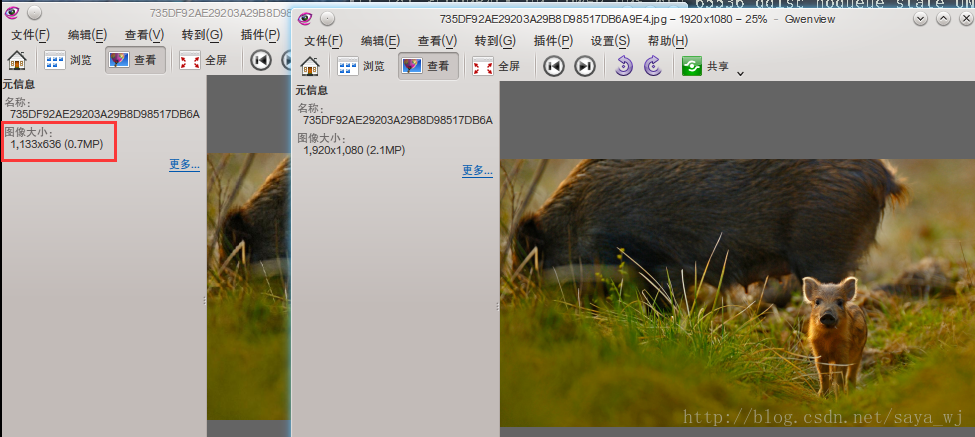 735DF92AE29203A29B8D9
文件(F) 编辑(E) 查看(V) 转到(G) 插件(P)
浏览 查看 全屏
元信息
名称:
735DF92AE29203A29B8D98517DB6A
图像大小:
1,133x636 (0.7MP)
更多...
65536 qdisc noqueue state UN
735DF92AE29203A29B8D98517DB6A9E4.jpg – 1920x1080 – 25% – Gwenview
文件(F) 编辑(E) 查看(V) 转到(G) 插件(P) 设置(S) 帮助(H)
浏览 查看 全屏 共享
元信息
名称:
735DF92AE29203A29B8D98517DB6A
图像大小:
1,920x1,080 (2.1MP)
更多...
http://blog.csdn.net/saya_wj